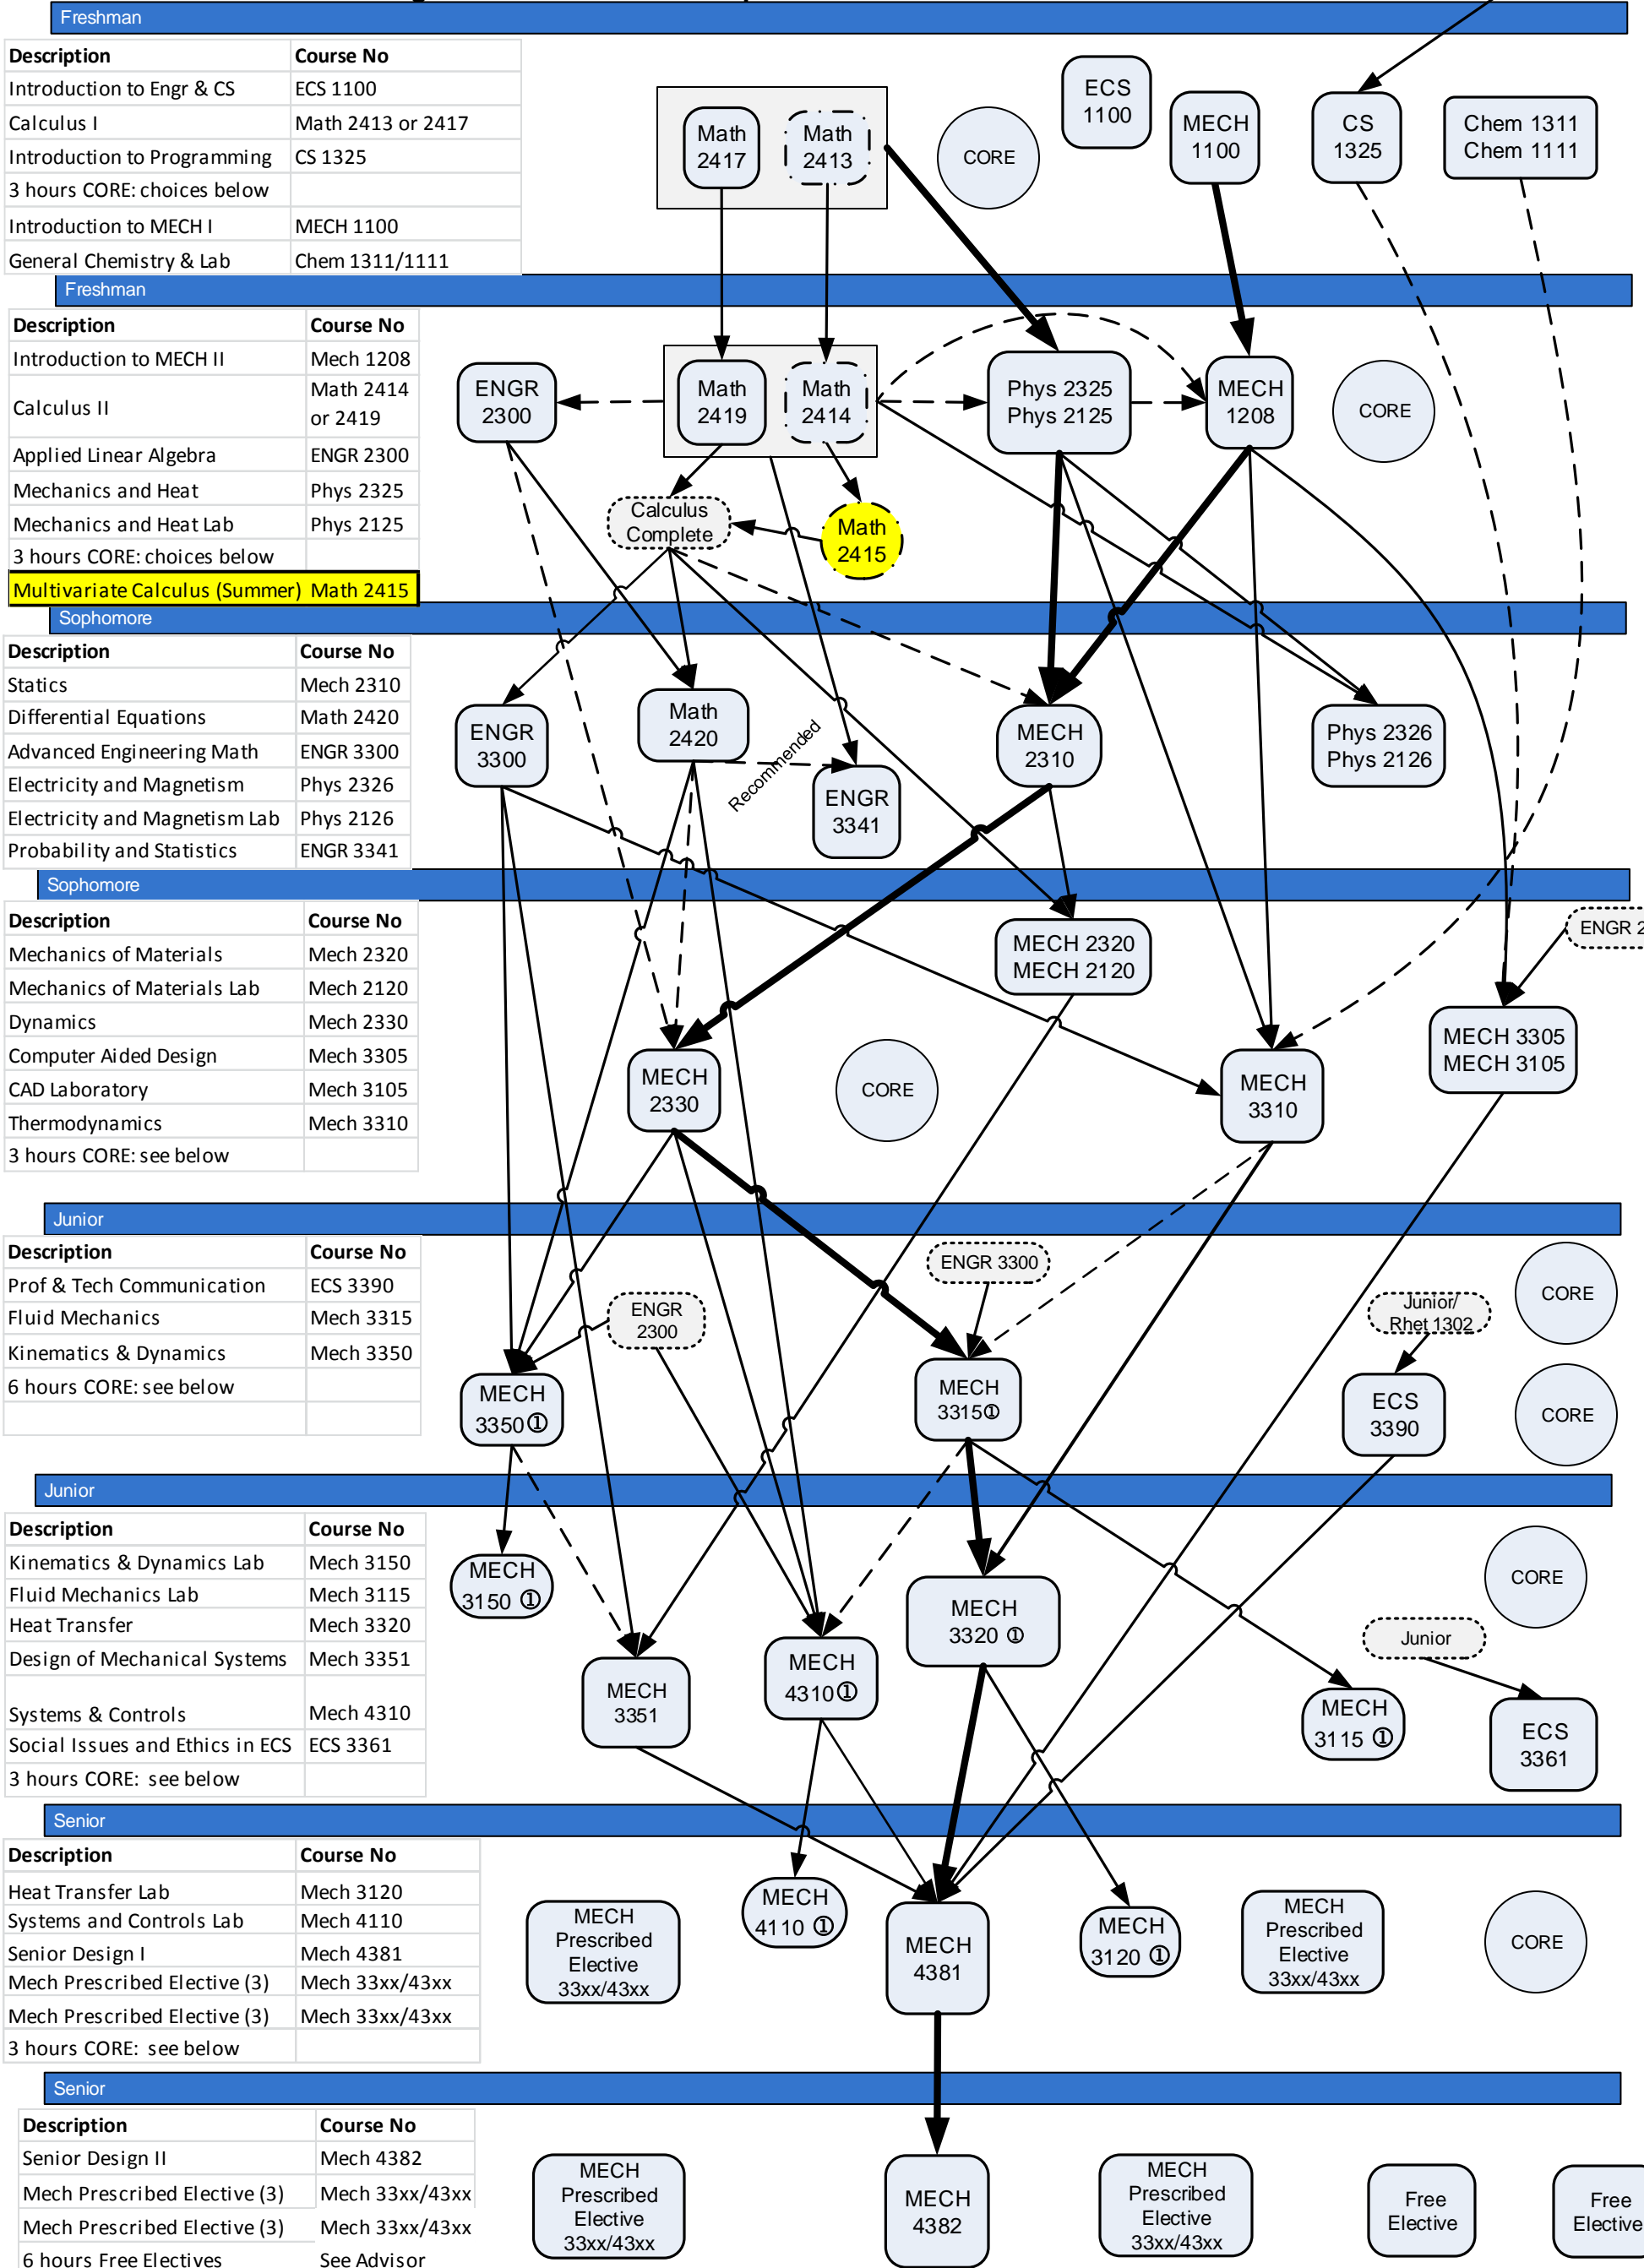 Freshman
Description Course No
Introduction to Engr & CS ECS 1100
Calculus I Math 2413 or 2417
Introduction to Programming CS 1325
3 hours CORE: choices below
Introduction to MECH I MECH 1100
General Chemistry & Lab Chem 1311/1111
Math
2417
Math
2413
CORE
ECS
1100
MECH
1100
CS
1325
Chem 1311
Chem 1111
Freshman
Description Course No
Introduction to MECH II Mech 1208
Calculus II Math 2414
or 2419
Applied Linear Algebra ENGR 2300
Mechanics and Heat Phys 2325
Mechanics and Heat Lab Phys 2125
3 hours CORE: choices below
Multivariate Calculus (Summer) Math 2415
ENGR
2300
Math
2419
Math
2414
Phys 2325
Phys 2125
MECH
1208
CORE
Calculus
Complete
Math
2415
Sophomore
Description Course No
Statics Mech 2310
Differential Equations Math 2420
Advanced Engineering Math ENGR 3300
Electricity and Magnetism Phys 2326
Electricity and Magnetism Lab Phys 2126
Probability and Statistics ENGR 3341
ENGR
3300
Math
2420
Recommended
ENGR
3341
MECH
2310
Phys 2326
Phys 2126
Sophomore
Description Course No
Mechanics of Materials Mech 2320
Mechanics of Materials Lab Mech 2120
Dynamics Mech 2330
Computer Aided Design Mech 3305
CAD Laboratory Mech 3105
Thermodynamics Mech 3310
3 hours CORE: see below
MECH
2330
CORE
MECH 2320
MECH 2120
MECH
3310
ENGR 2
MECH 3305
MECH 3105
Junior
Description Course No
Prof & Tech Communication ECS 3390
Fluid Mechanics Mech 3315
Kinematics & Dynamics Mech 3350
6 hours CORE: see below
ENGR
2300
ENGR 3300
Junior/
Rhet 1302
CORE
MECH
3350 ①
MECH
3315①
ECS
3390
CORE
Junior
Description Course No
Kinematics & Dynamics Lab Mech 3150
Fluid Mechanics Lab Mech 3115
Heat Transfer Mech 3320
Design of Mechanical Systems Mech 3351
Systems & Controls Mech 4310
Social Issues and Ethics in ECS ECS 3361
3 hours CORE: see below
MECH
3150 ①
MECH
3351
MECH
4310①
MECH
3320 ①
CORE
Junior
MECH
3115 ①
ECS
3361
Senior
Description Course No
Heat Transfer Lab Mech 3120
Systems and Controls Lab Mech 4110
Senior Design I Mech 4381
Mech Prescribed Elective (3) Mech 33xx/43xx
Mech Prescribed Elective (3) Mech 33xx/43xx
3 hours CORE: see below
MECH
Prescribed
Elective
33xx/43xx
MECH
4110 ①
MECH
4381
MECH
3120 ①
MECH
Prescribed
Elective
33xx/43xx
CORE
Senior
Description Course No
Senior Design II Mech 4382
Mech Prescribed Elective (3) Mech 33xx/43xx
Mech Prescribed Elective (3) Mech 33xx/43xx
6 hours Free Electives See Advisor
MECH
Prescribed
Elective
33xx/43xx
MECH
4382
MECH
Prescribed
Elective
33xx/43xx
Free
Elective
Free
Elective